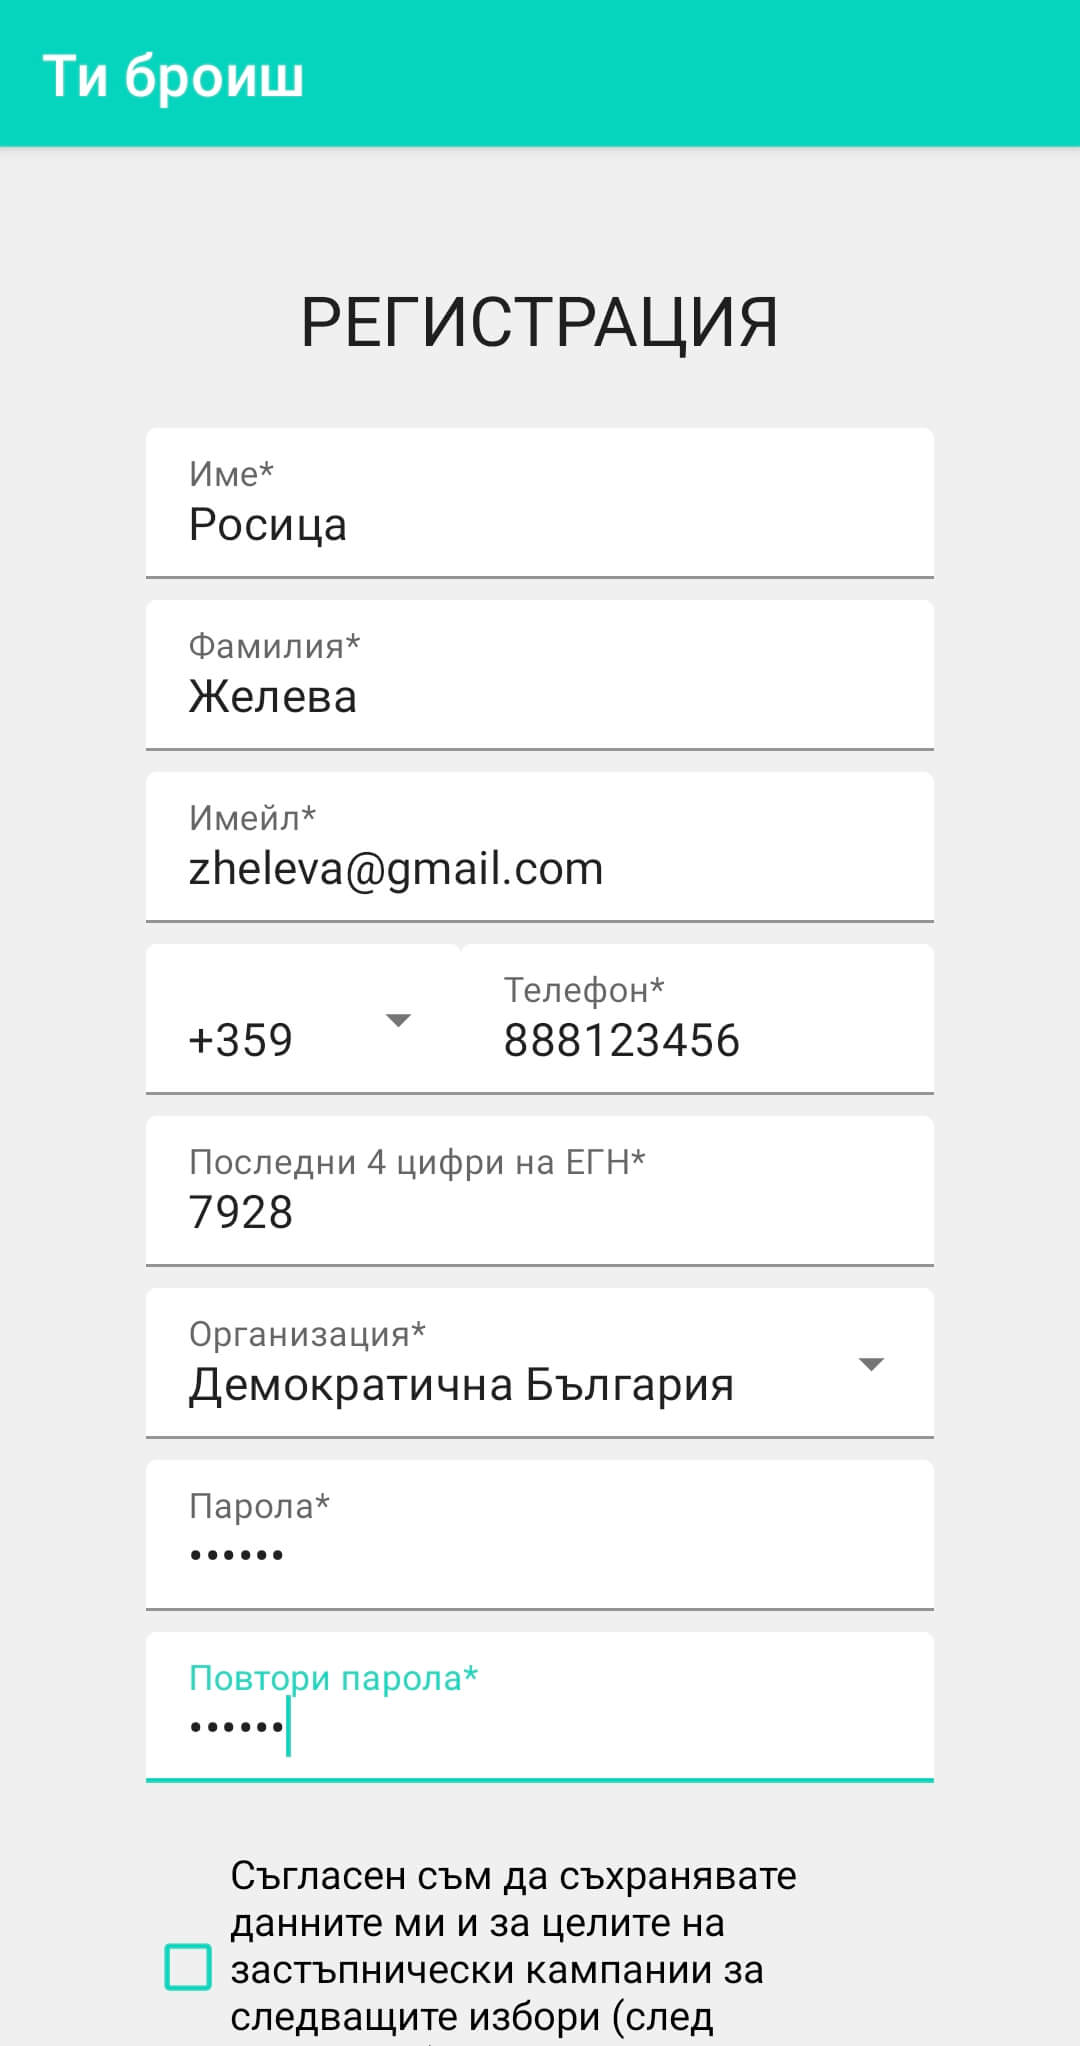 Ти броиш
РЕГИСТРАЦИЯ
Име*
Росица
Фамилия*
Желева
Имейл*
zheleva@gmail.com
Телефон*
+359 888123456
Последни 4 цифри на ЕГН*
7928
Организация*
Демократична България
Парола*
••••••
Повтори парола*
••••••
Съгласен съм да съхранявате
данните ми и за целите на
застъпнически кампании за
следващите избори (след